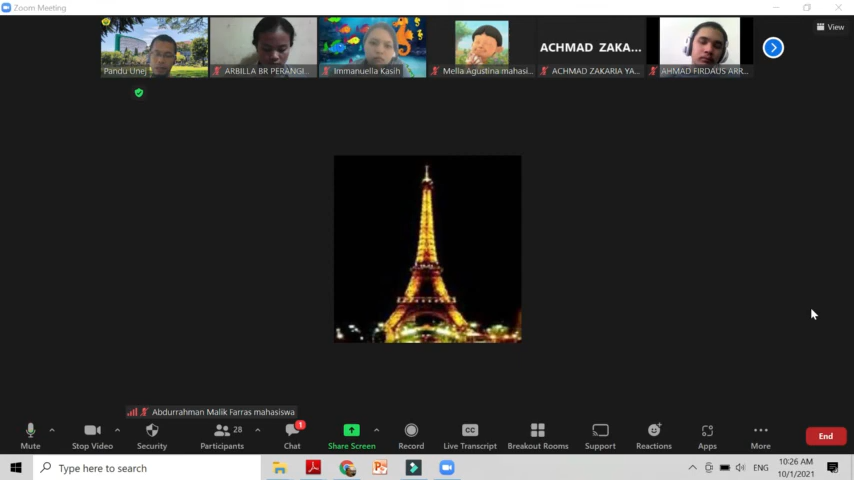 Zoom Meeting
View
Pandu Unej
ARBILLA BR PERANGI...
Immanuella Kasih
Mella Agustina mahasi...
ACHMAD ZAKA...
ACHMAD ZAKARIA YA...
AHMAD FIRDAUS ARR...
Abdurrahman Malik Farras mahasiswa
Mute
Stop Video
Security
28
Participants
1
Chat
Share Screen
Record
CC
Live Transcript
Breakout Rooms
Support
Reactions
Apps
More
End
Type here to search
ENG
10:26 AM
10/1/2021